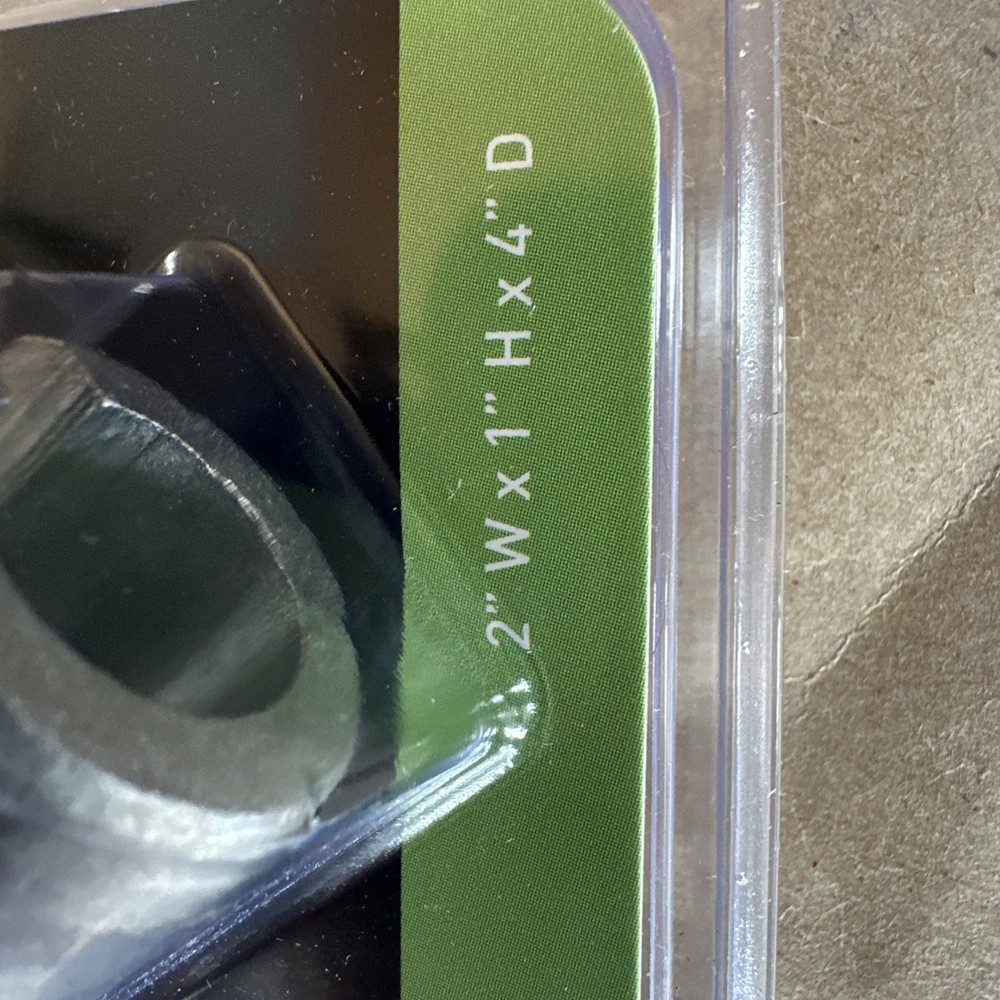 2" W x 1" H x 4" D